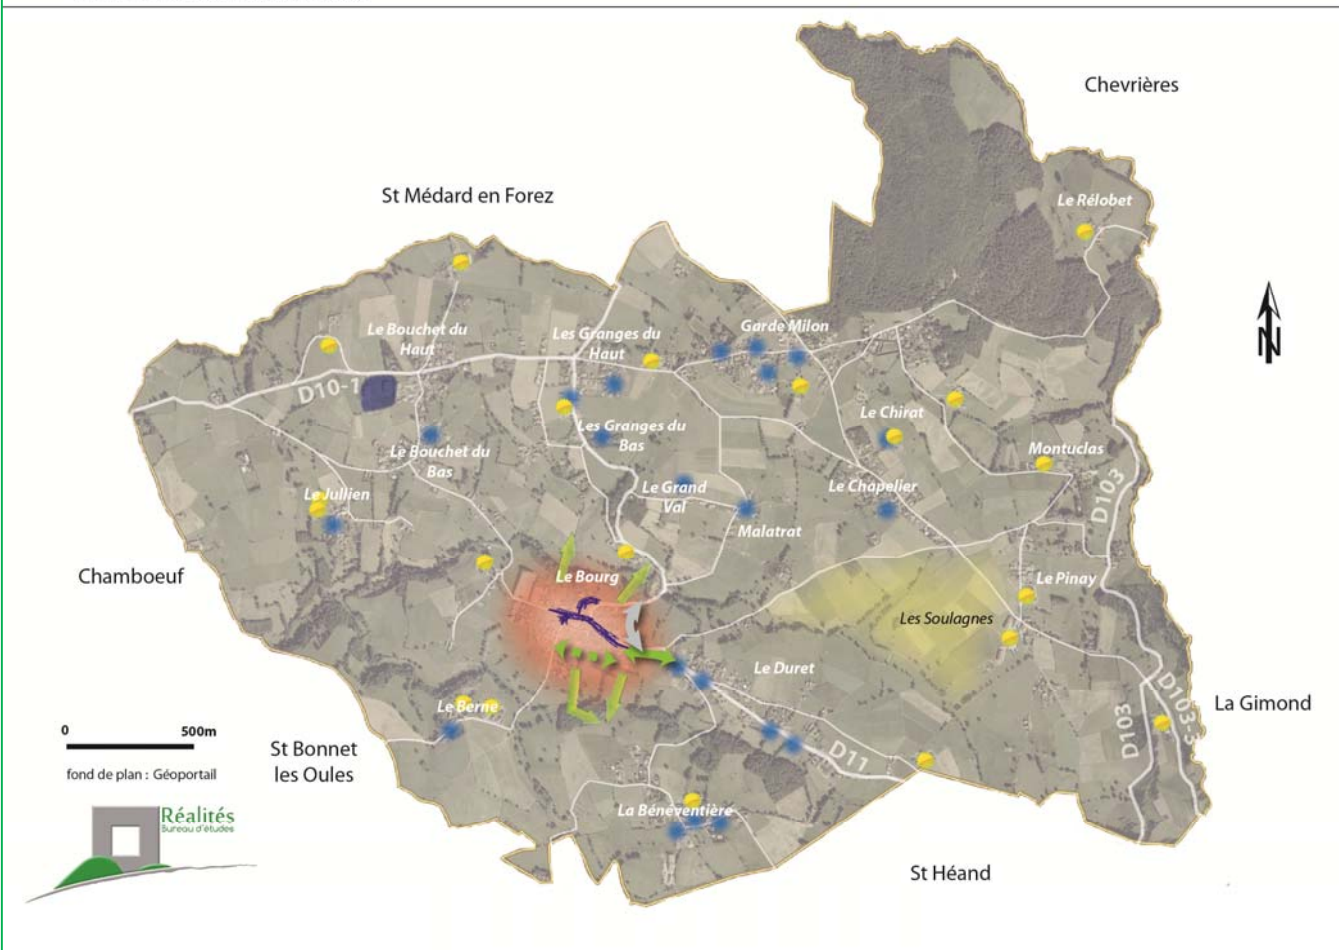 Chevrières
St Médard en Forez
Le Rélobet
Le Bouchet du
Haut
Les Granges du
Haut
Garde Milon
N
D10-1
Le Chirat
Les Granges du
Bas
Le Bouchet du
Bas
Montuclas
Le Jullien
Le Grand
Val
Le Chapelier
D103
Malatrat
Chamboeuf
Le Bourg
Le Pinay
Les Soulagnes
Le Duret
Le Berne
La Gimond
D103-3
D103
0 500m
St Bonnet
les Oules
D11
fond de plan : Géoportail
Réalités
Bureau d'études
La Bénéventière
St Héand